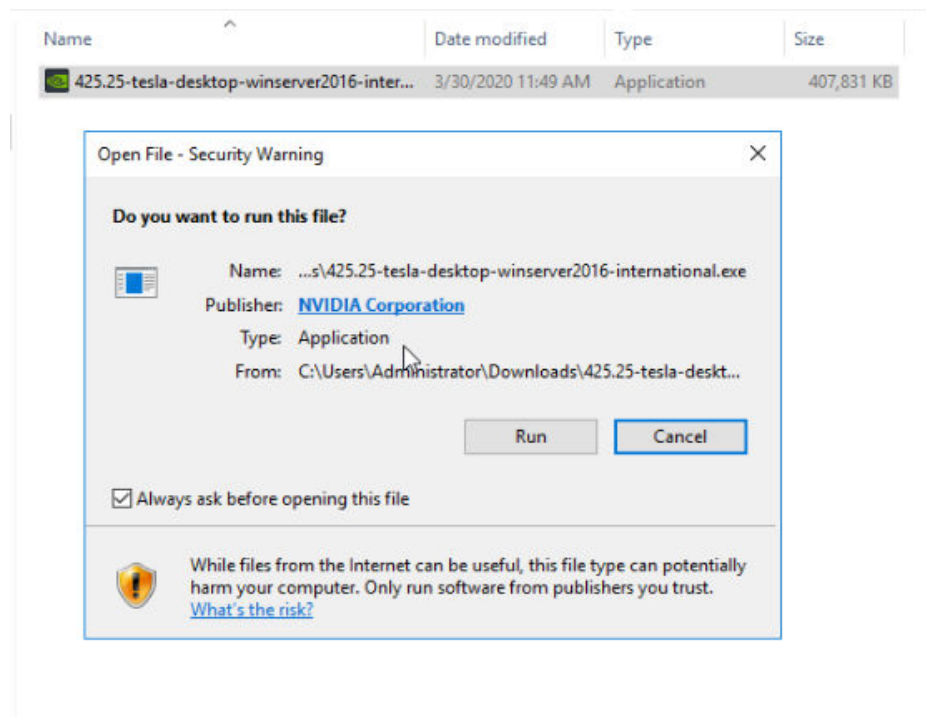 Name Date modified Type Size
425.25-tesla-desktop-winserver2016-inter... 3/30/2020 11:49 AM Application 407,831 KB
Open File - Security Warning
Do you want to run this file?
Name: ...s\425.25-tesla-desktop-winserver2016-international.exe
Publisher: NVIDIA Corporation
Type: Application
From: C:\Users\Administrator\Downloads\425.25-tesla-deskt...
Run Cancel
Always ask before opening this file
While files from the Internet can be useful, this file type can potentially
harm your computer. Only run software from publishers you trust.
What's the risk?